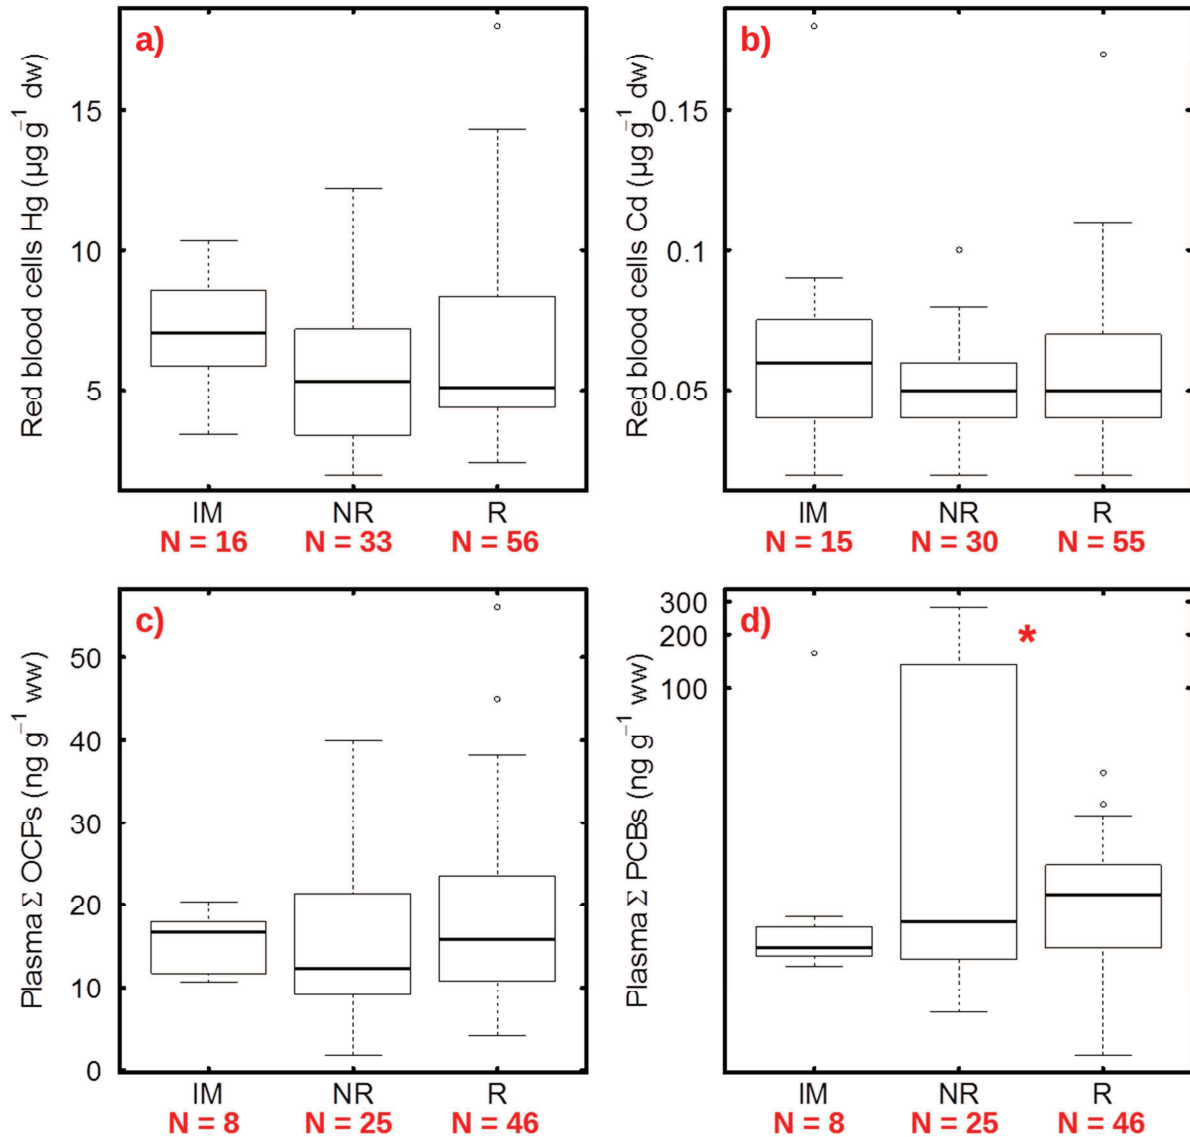 a)
Red blood cells Hg (µg g⁻¹ dw)
15
10
5
IM NR R
N = 16 N = 33 N = 56
b)
Red blood cells Cd (µg g⁻¹ dw)
0.15
0.1
0.05
IM NR R
N = 15 N = 30 N = 55
c)
Plasma Σ OCPs (ng g⁻¹ ww)
50
40
30
20
10
0
IM NR R
N = 8 N = 25 N = 46
d)
*
Plasma Σ PCBs (ng g⁻¹ ww)
300
200
100
IM NR R
N = 8 N = 25 N = 46